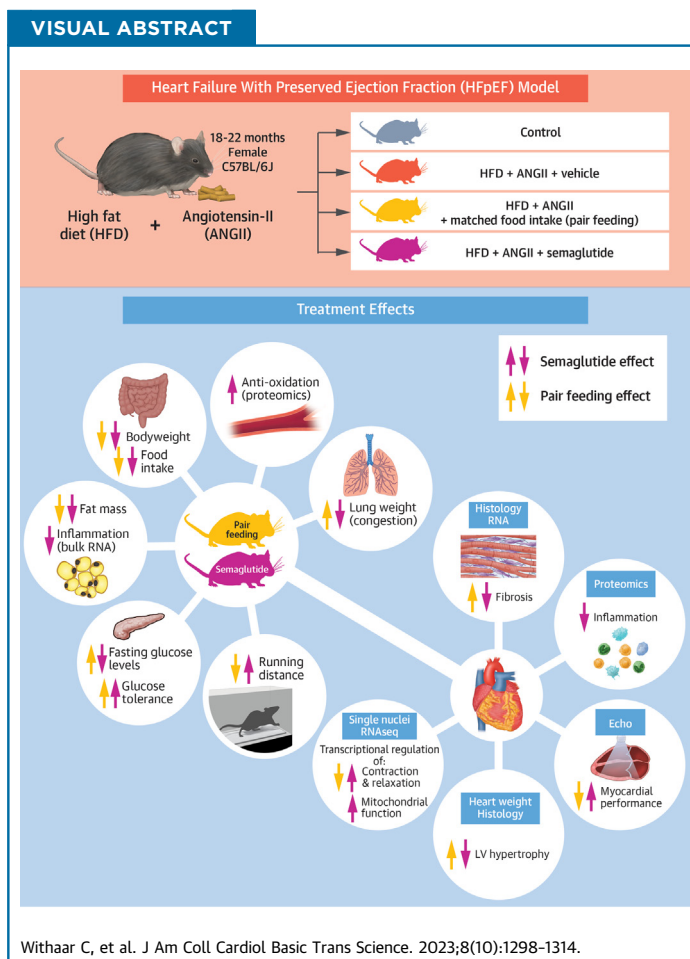 VISUAL ABSTRACT
Heart Failure With Preserved Ejection Fraction (HFpEF) Model
18-22 months
Female
C57BL/6J
High fat
diet (HFD)
+
Angiotensin-II
(ANGII)
Control
HFD + ANGII + vehicle
HFD + ANGII
+ matched food intake (pair feeding)
HFD + ANGII + semaglutide
Treatment Effects
Semaglutide effect
Pair feeding effect
Anti-oxidation
(proteomics)
Bodyweight
Food
intake
Lung weight
(congestion)
Fat mass
Inflammation
(bulk RNA)
Pair
feeding
Semaglutide
Fasting glucose
levels
Glucose
tolerance
Running
distance
Histology
RNA
Fibrosis
Proteomics
Inflammation
Single nuclei
RNAseq
Transcriptional regulation
of:
Contraction
& relaxation
Mitochondrial
function
Echo
Myocardial
performance
Heart weight
Histology
LV hypertrophy
Withaar C, et al. J Am Coll Cardiol Basic Trans Science. 2023;8(10):1298–1314.